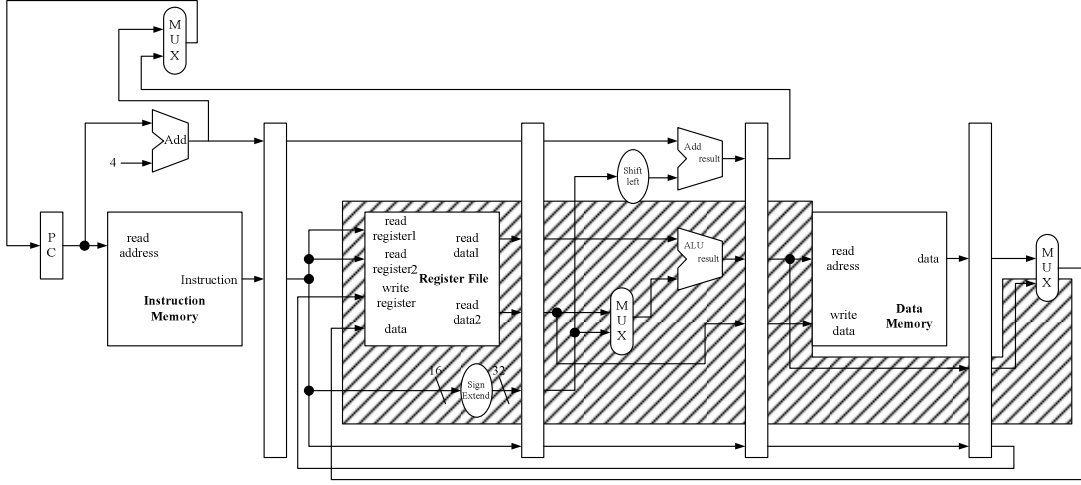 M
U
X
Add
4
Add
result
Shift
left
P
C
read
address
Instruction
Instruction
Memory
read
register1
read
register2
write
register
data
read
data1
Register File
read
data2
16
Sign
Extend
32
M
U
X
ALU
result
read
adress
data
write
data
Data
Memory
M
U
X